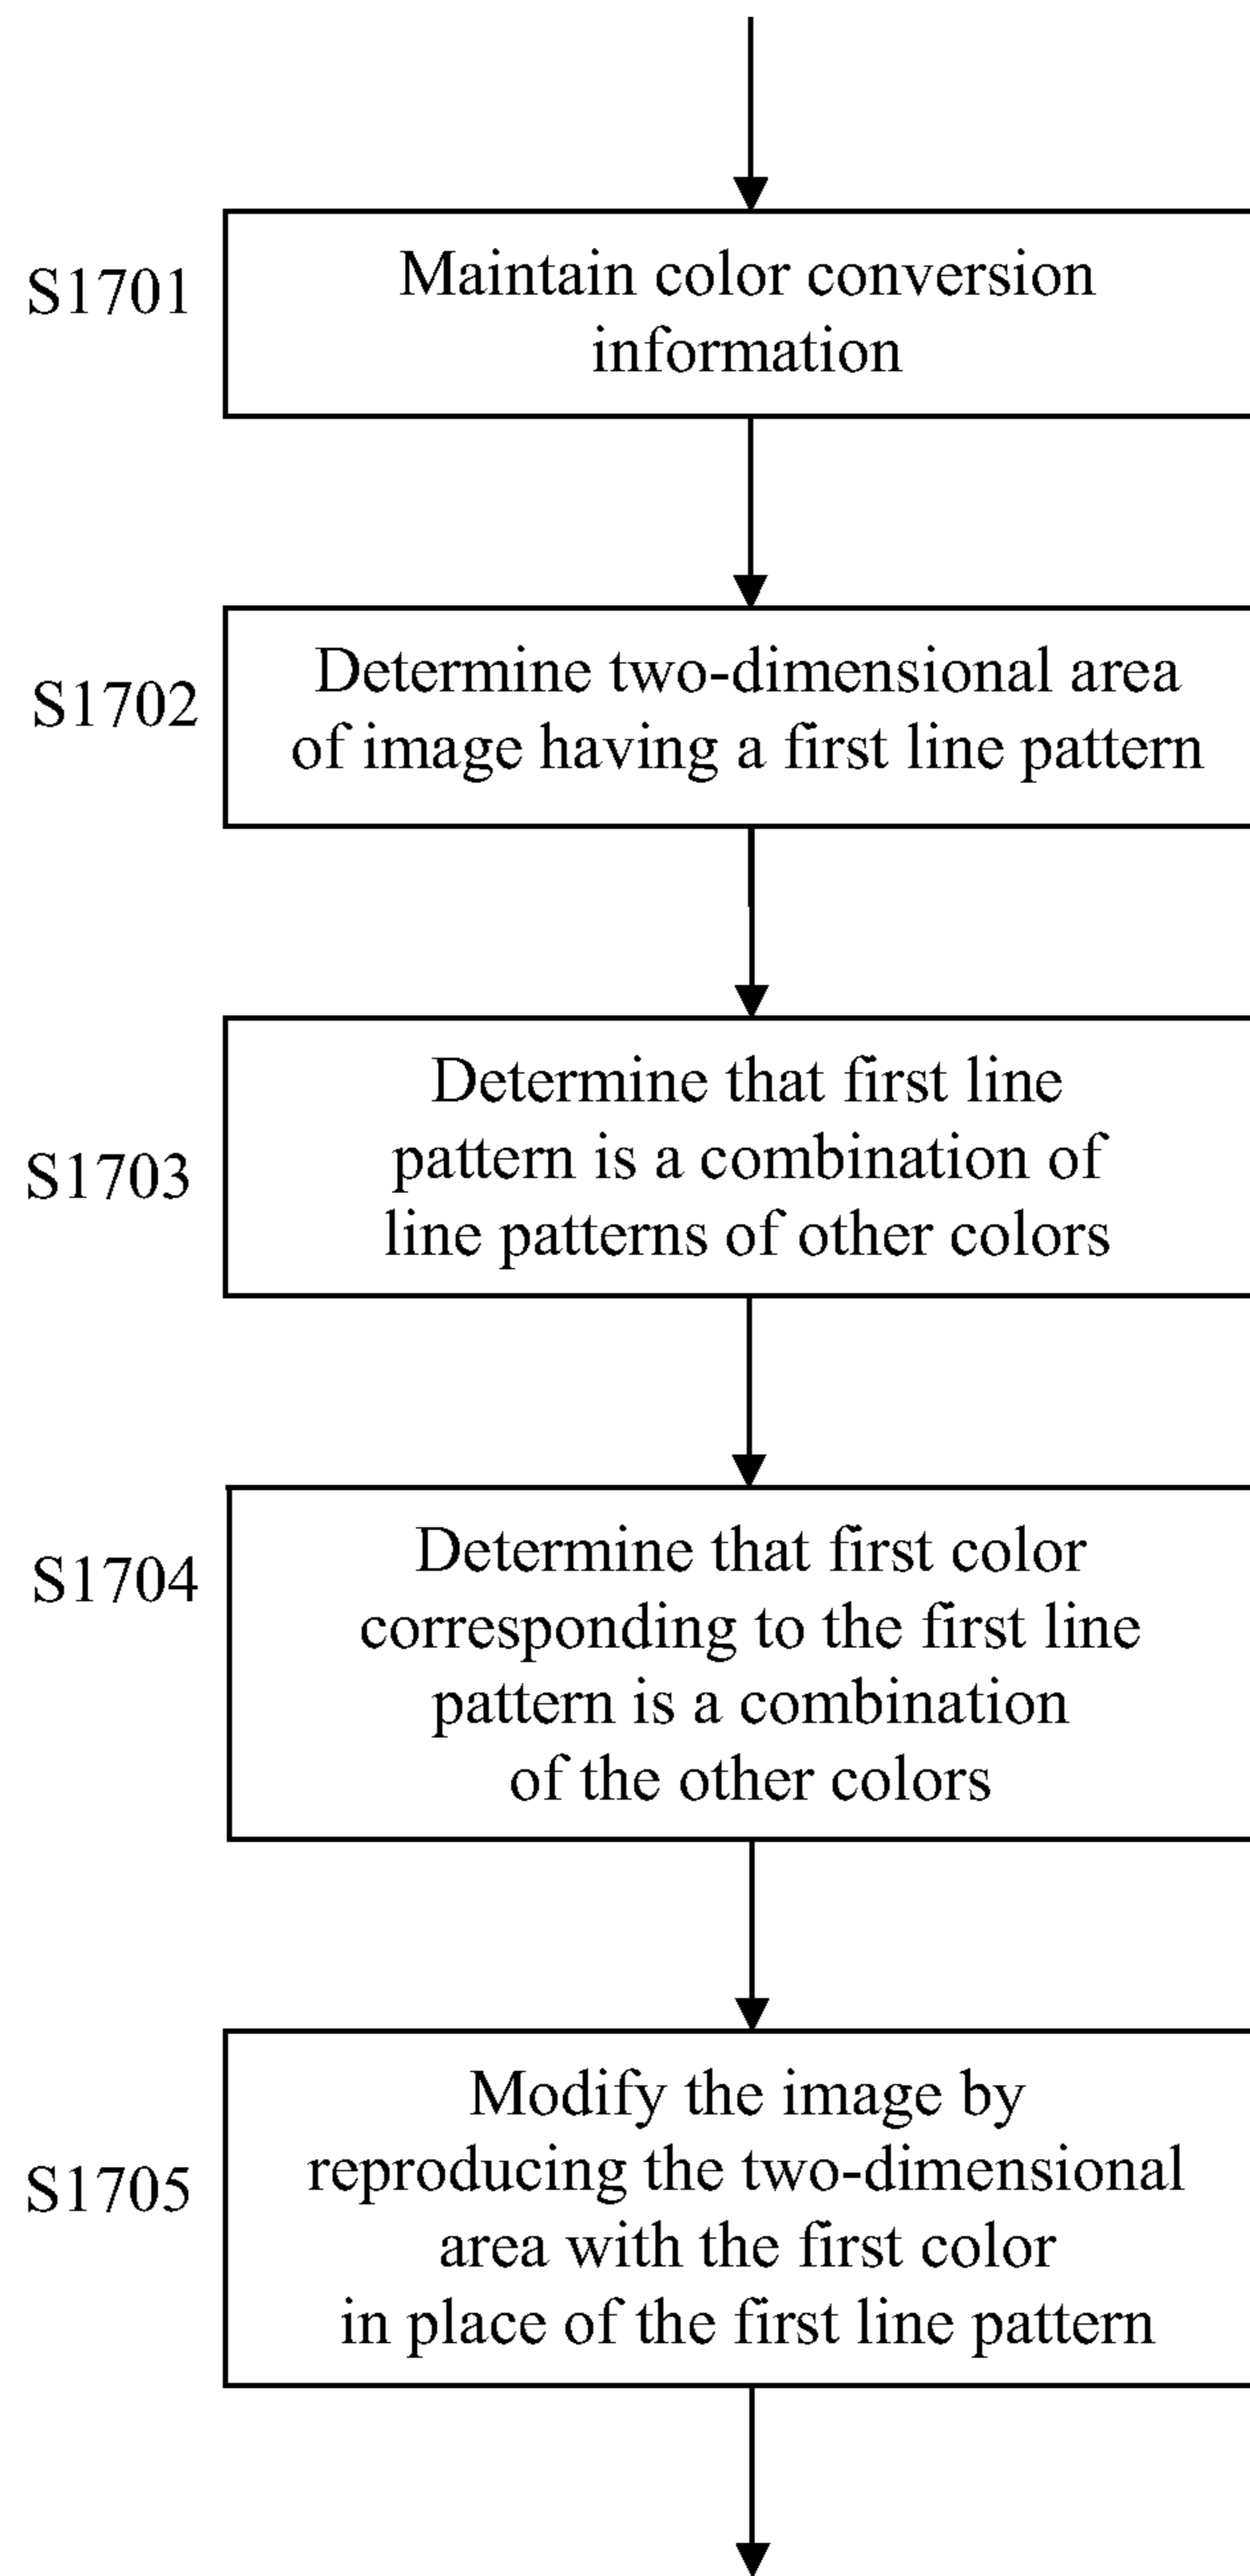 S1701
Maintain color conversion
information
S1702
Determine two-dimensional area
of image having a first line pattern
S1703
Determine that first line
pattern is a combination of
line patterns of other colors
S1704
Determine that first color
corresponding to the first line
pattern is a combination
of the other colors
S1705
Modify the image by
reproducing the two-dimensional
area with the first color
in place of the first line pattern